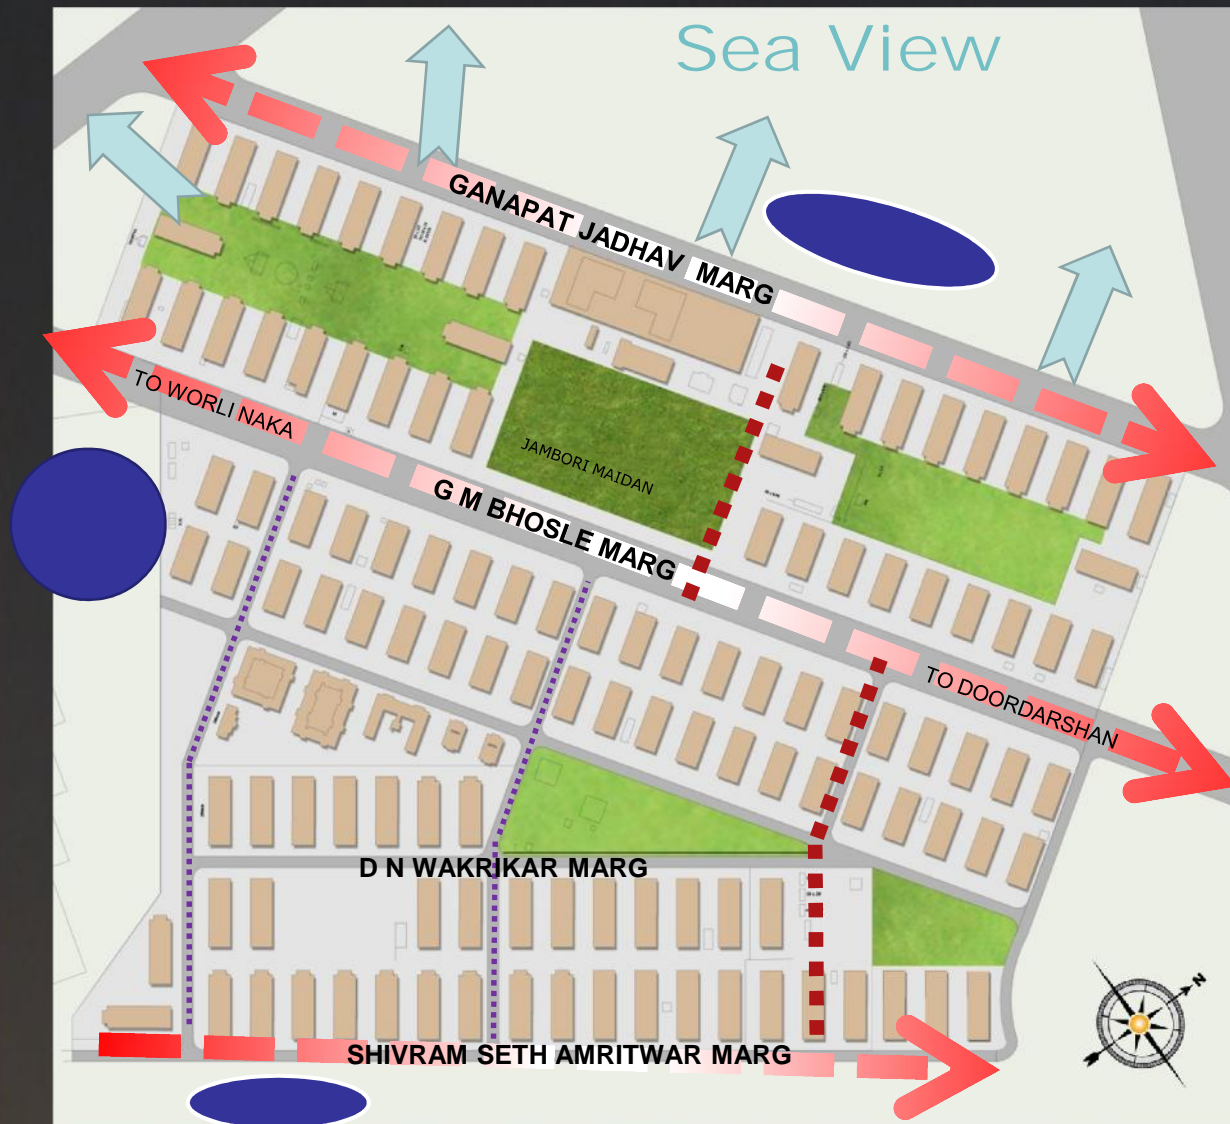 Sea View
GANAPAT JADHAV MARG
TO WORLI NAKA
JAMBORI MAIDAN
G M BHOSLE MARG
TO DOORDARSHAN
D N WAKRIKAR MARG
SHIVRAM SETH AMRITWAR MARG
N